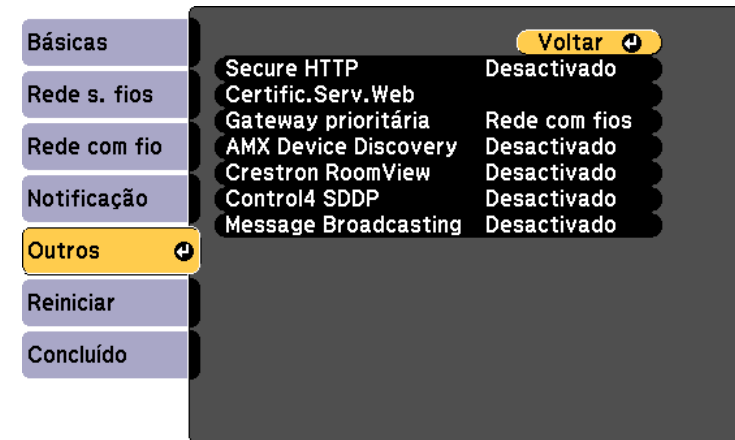 Básicas
Rede s. fios
Rede com fio
Notificação
Outros
Reiniciar
Concluído
Voltar
Secure HTTP Desactivado
Certific.Serv.Web
Gateway prioritária Rede com fios
AMX Device Discovery Desactivado
Crestron RoomView Desactivado
Control4 SDDP Desactivado
Message Broadcasting Desactivado